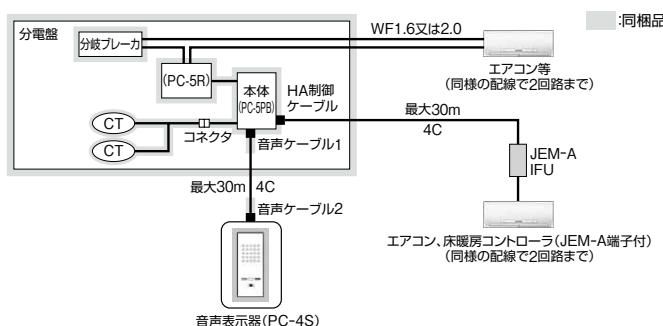 :同梱品
分電盤
分岐ブレーカ
WF1.6又は2.0
エアコン等
(同様の配線で2回路まで)
(PC-5R)
本体
(PC-5PB)
HA制御
ケーブル
CT
CT
コネクタ
音声ケーブル1
最大30m
4C
JEM-A
IFU
最大30m 4C
音声ケーブル2
エアコン、床暖房コントローラ(JEM-A端子付)
(同様の配線で2回路まで)
音声表示器(PC-4S)